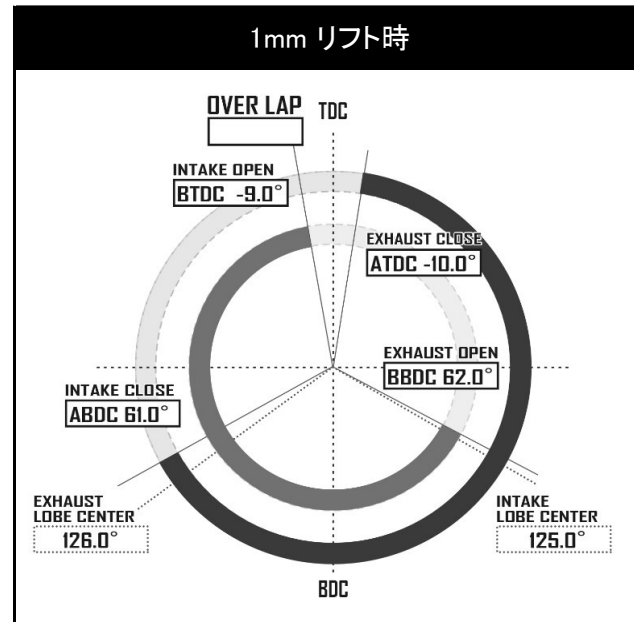 1mm リフト時
OVER LAP
TDC
INTAKE OPEN
BTDC -9.0°
EXHAUST CLOSE
ATDC -10.0°
EXHAUST OPEN
BBDC 62.0°
INTAKE CLOSE
ABDC 61.0°
EXHAUST
LOBE CENTER
126.0°
INTAKE
LOBE CENTER
125.0°
BDC